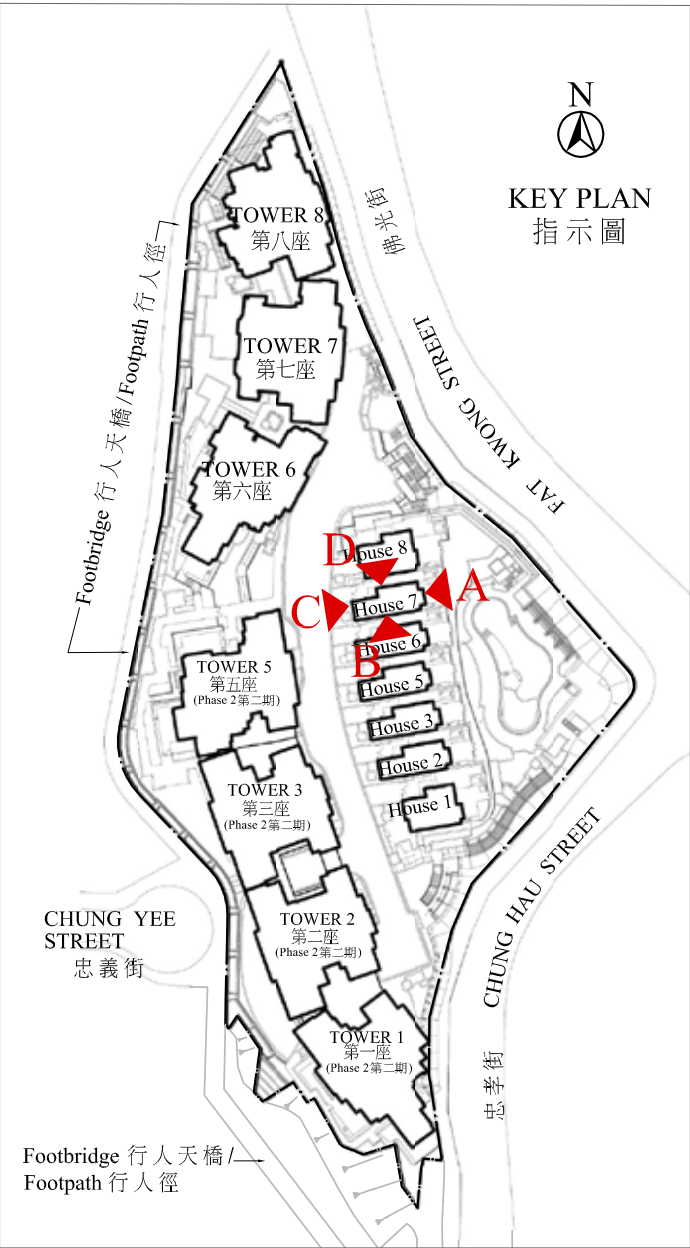 N
KEY PLAN
指示圖
TOWER 8
第八座
佛光街
FAT KWONG STREET
TOWER 7
第七座
Footbridge 行人天橋/Footpath 行人徑
TOWER 6
第六座
D
House 8
A
C
House 7
B
House 6
House 5
House 3
House 2
House 1
TOWER 5
第五座
(Phase 2第二期)
TOWER 3
第三座
(Phase 2第二期)
TOWER 2
第二座
(Phase 2第二期)
TOWER 1
第一座
(Phase 2第二期)
CHUNG YEE
STREET
忠義街
CHUNG HAU STREET
忠孝街
Footbridge 行人天橋/
Footpath 行人徑